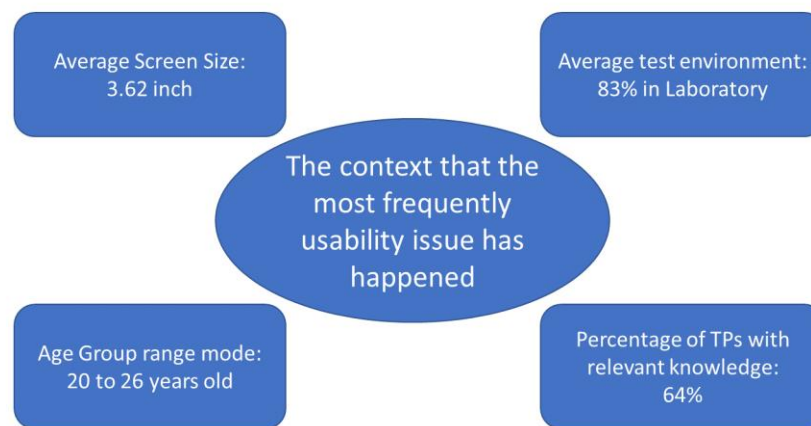 Average Screen Size:
3.62 inch
Average test environment:
83% in Laboratory
The context that the
most frequently
usability issue has
happened
Age Group range mode:
20 to 26 years old
Percentage of TPs with
relevant knowledge:
64%